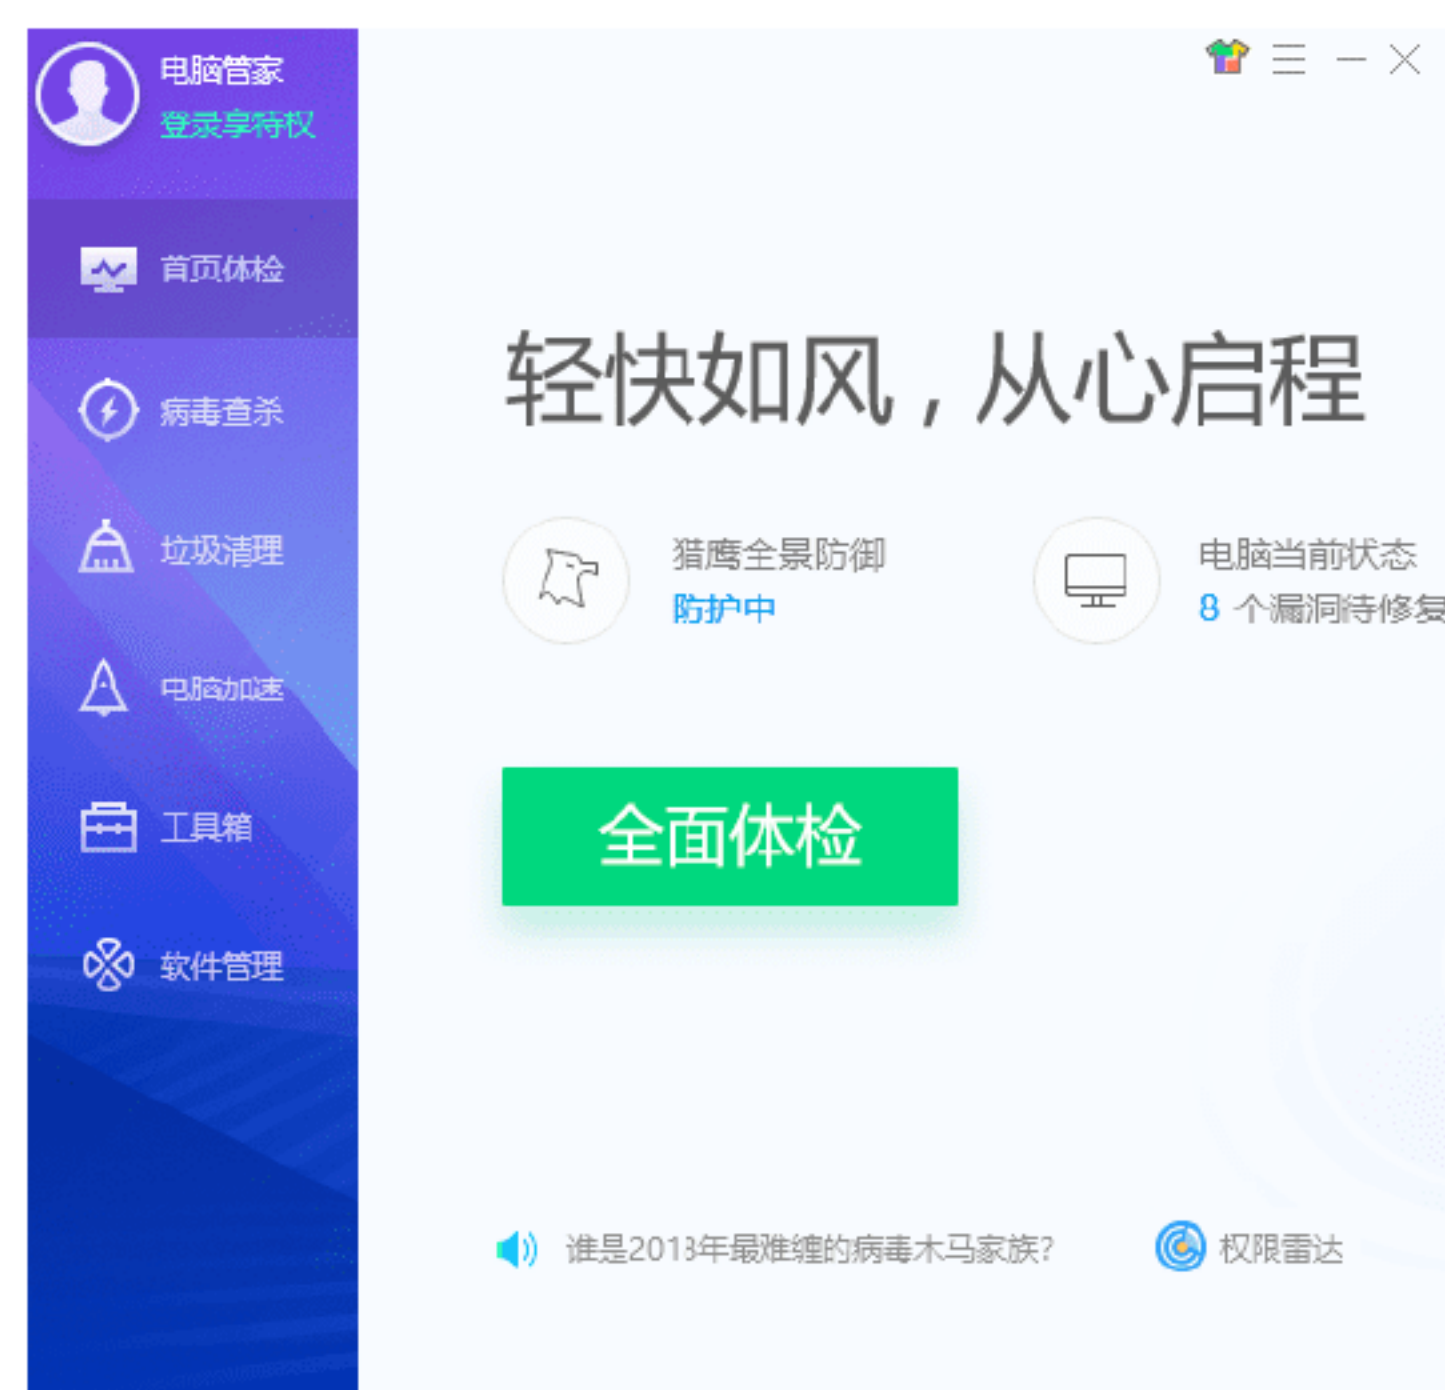 电脑管家
登录享特权
首页体检
病毒查杀
垃圾清理
电脑加速
工具箱
软件管理
轻快如风，从心启程
猎鹰全景防御
防护中
电脑当前状态
8 个漏洞待修复
全面体检
谁是2018年最难缠的病毒木马家族?
权限雷达